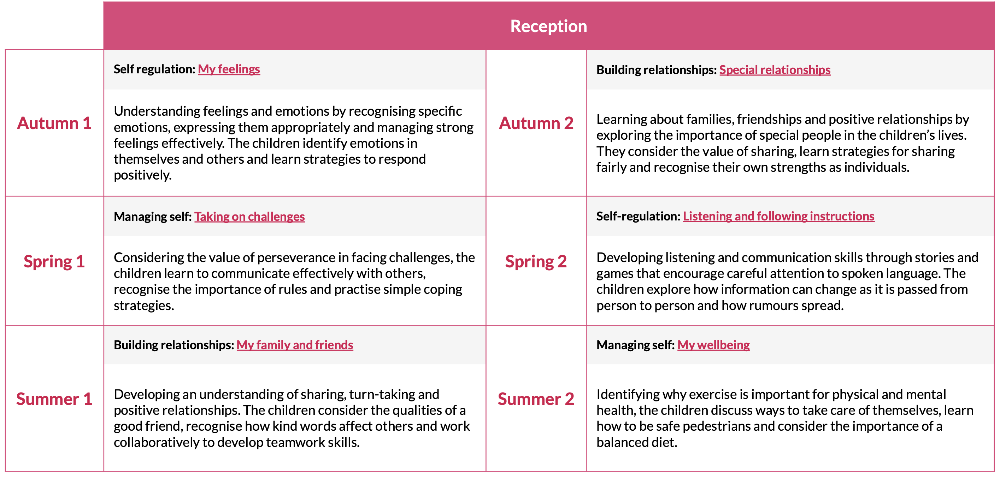 Reception
Autumn 1
Self regulation: My feelings
Understanding feelings and emotions by recognising specific
emotions, expressing them appropriately and managing strong
feelings effectively. The children identify emotions in
themselves and others and learn strategies to respond
positively.
Autumn 2
Building relationships: Special relationships
Learning about families, friendships and positive relationships by
exploring the importance of special people in the children’s lives.
They consider the value of sharing, learn strategies for sharing
fairly and recognise their own strengths as individuals.
Spring 1
Managing self: Taking on challenges
Considering the value of perseverance in facing challenges, the
children learn to communicate effectively with others,
recognise the importance of rules and practise simple coping
strategies.
Spring 2
Self-regulation: Listening and following instructions
Developing listening and communication skills through stories and
games that encourage careful attention to spoken language. The
children explore how information can change as it is passed from
person to person and how rumours spread.
Summer 1
Building relationships: My family and friends
Developing an understanding of sharing, turn-taking and
positive relationships. The children consider the qualities of a
good friend, recognise how kind words affect others and work
collaboratively to develop teamwork skills.
Summer 2
Managing self: My wellbeing
Identifying why exercise is important for physical and mental
health, the children discuss ways to take care of themselves, learn
how to be safe pedestrians and consider the importance of a
balanced diet.